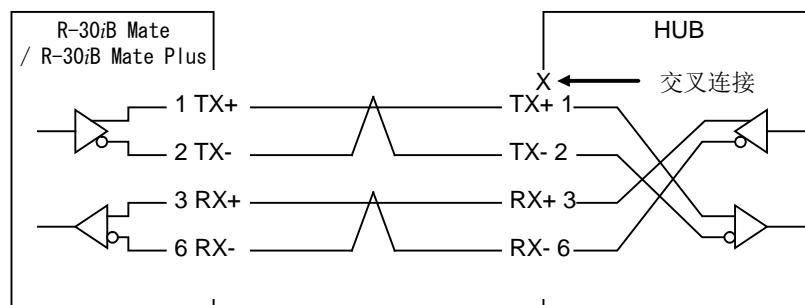 R-30iB Mate
/ R-30iB Mate Plus
HUB
X
交叉连接
1 TX+
TX+ 1
2 TX-
TX- 2
3 RX+
RX+ 3
6 RX-
RX- 6